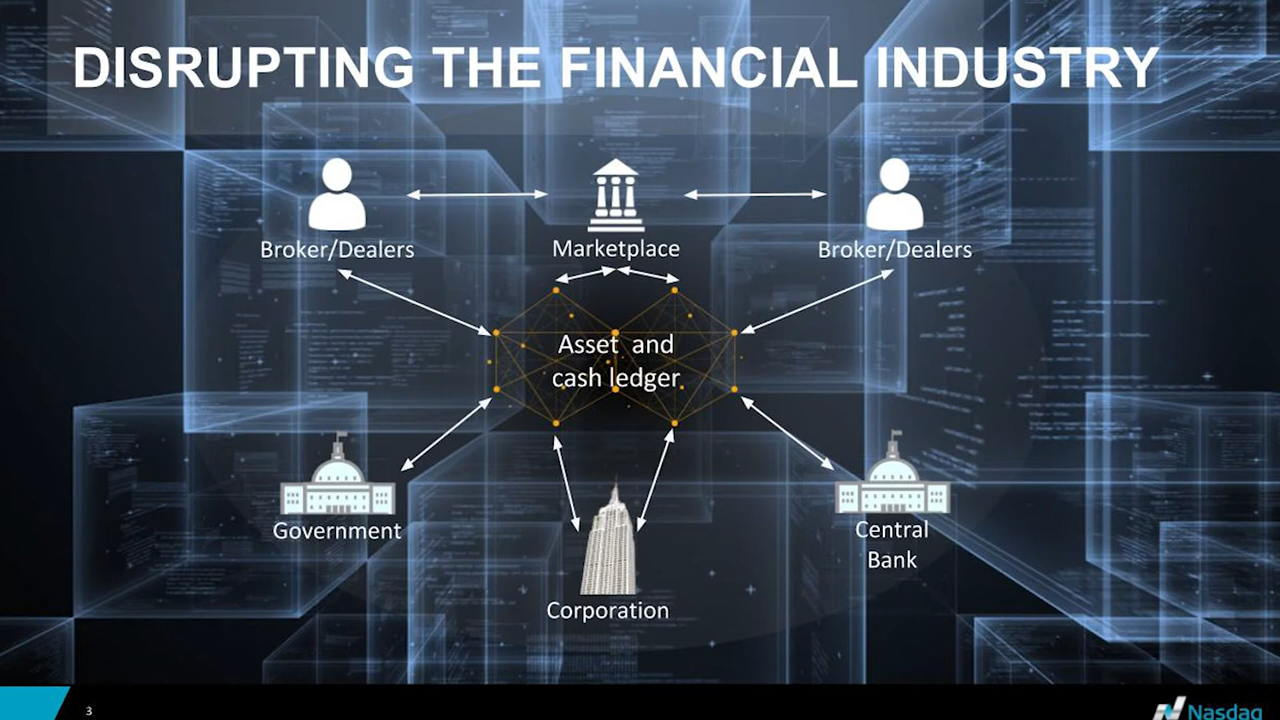 DISRUPTING THE FINANCIAL INDUSTRY
Broker/Dealers
Marketplace
Broker/Dealers
Asset and
cash ledger
Government
Central
Bank
Corporation
3
Nasdaq